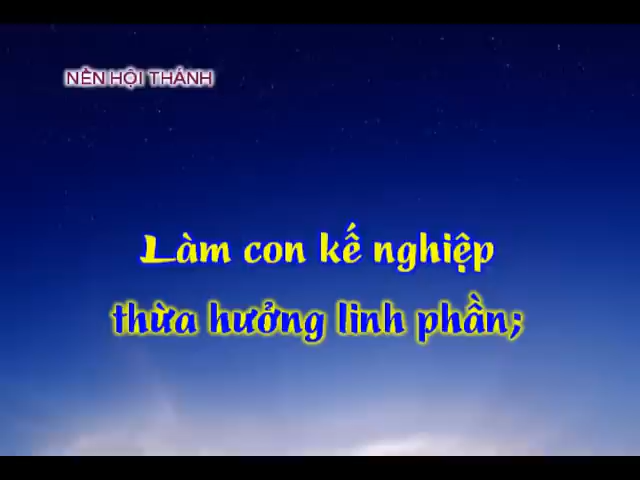 NỀN HỘI THÁNH
Làm con kế nghiệp
thừa hưởng linh phần;